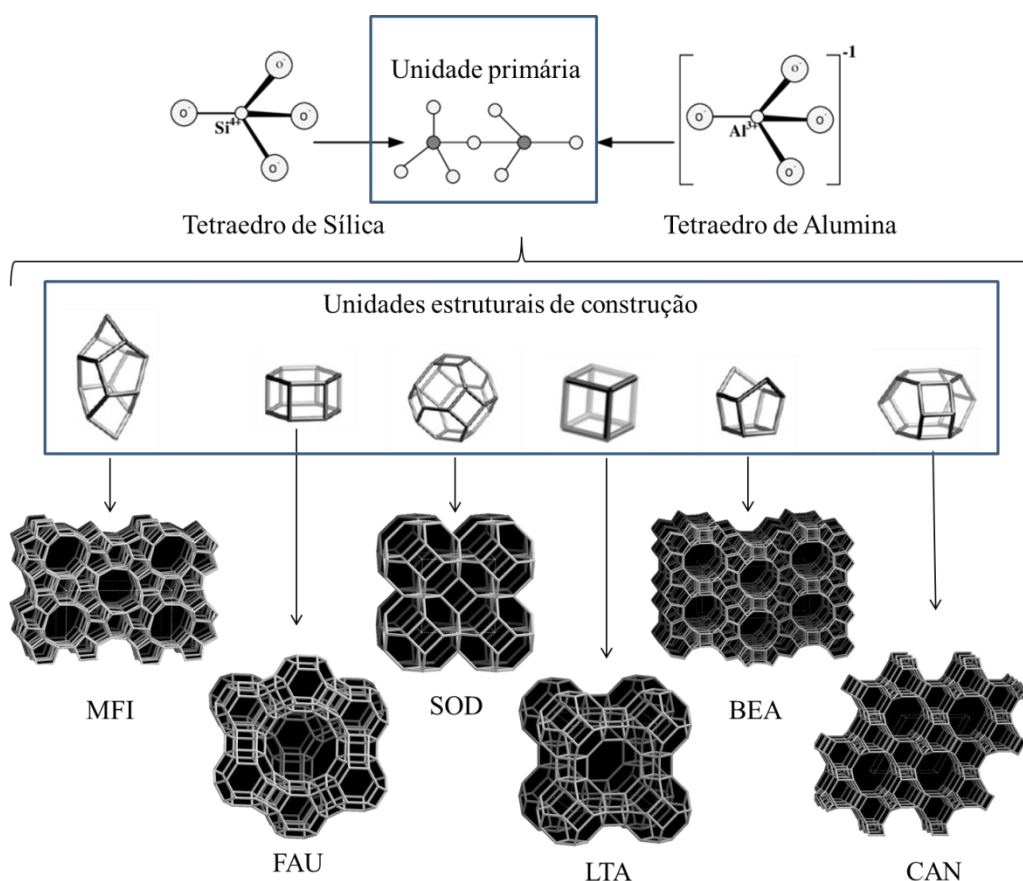 Unidade primária
-1
O⁻
O⁻
O⁻
O⁻
Si⁴⁺
O⁻
O⁻
O⁻
O⁻
Al³⁺
Tetraedro de Sílica
Tetraedro de Alumina
Unidades estruturais de construção
MFI
SOD
BEA
FAU
LTA
CAN